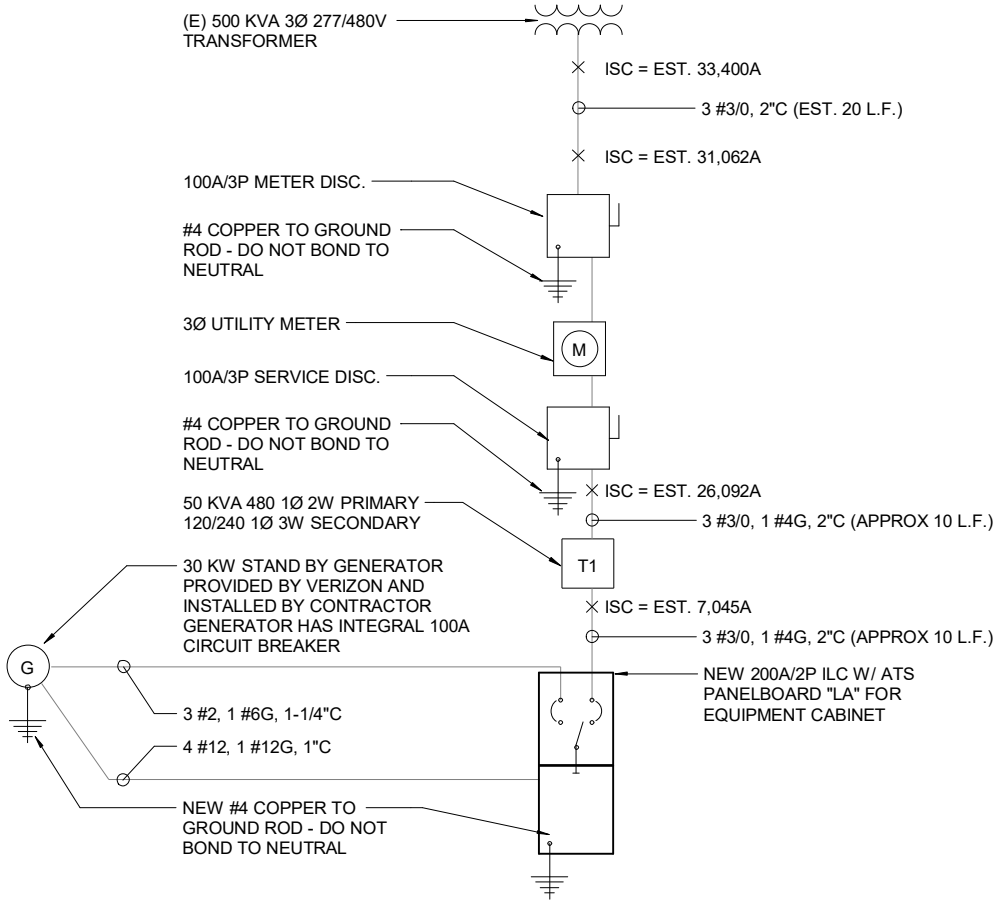 (E) 500 KVA 3Ø 277/480V
TRANSFORMER
ISC = EST. 33,400A
3 #3/0, 2"C (EST. 20 L.F.)
ISC = EST. 31,062A
100A/3P METER DISC.
#4 COPPER TO GROUND
ROD - DO NOT BOND TO
NEUTRAL
3Ø UTILITY METER
M
100A/3P SERVICE DISC.
#4 COPPER TO GROUND
ROD - DO NOT BOND TO
NEUTRAL
ISC = EST. 26,092A
50 KVA 480 1Ø 2W PRIMARY
120/240 1Ø 3W SECONDARY
3 #3/0, 1 #4G, 2"C (APPROX 10 L.F.)
T1
30 KW STAND BY GENERATOR
PROVIDED BY VERIZON AND
INSTALLED BY CONTRACTOR
GENERATOR HAS INTEGRAL 100A
CIRCUIT BREAKER
ISC = EST. 7,045A
3 #3/0, 1 #4G, 2"C (APPROX 10 L.F.)
G
NEW 200A/2P ILC W/ ATS
PANELBOARD "LA" FOR
EQUIPMENT CABINET
3 #2, 1 #6G, 1-1/4"C
4 #12, 1 #12G, 1"C
NEW #4 COPPER TO
GROUND ROD - DO NOT
BOND TO NEUTRAL